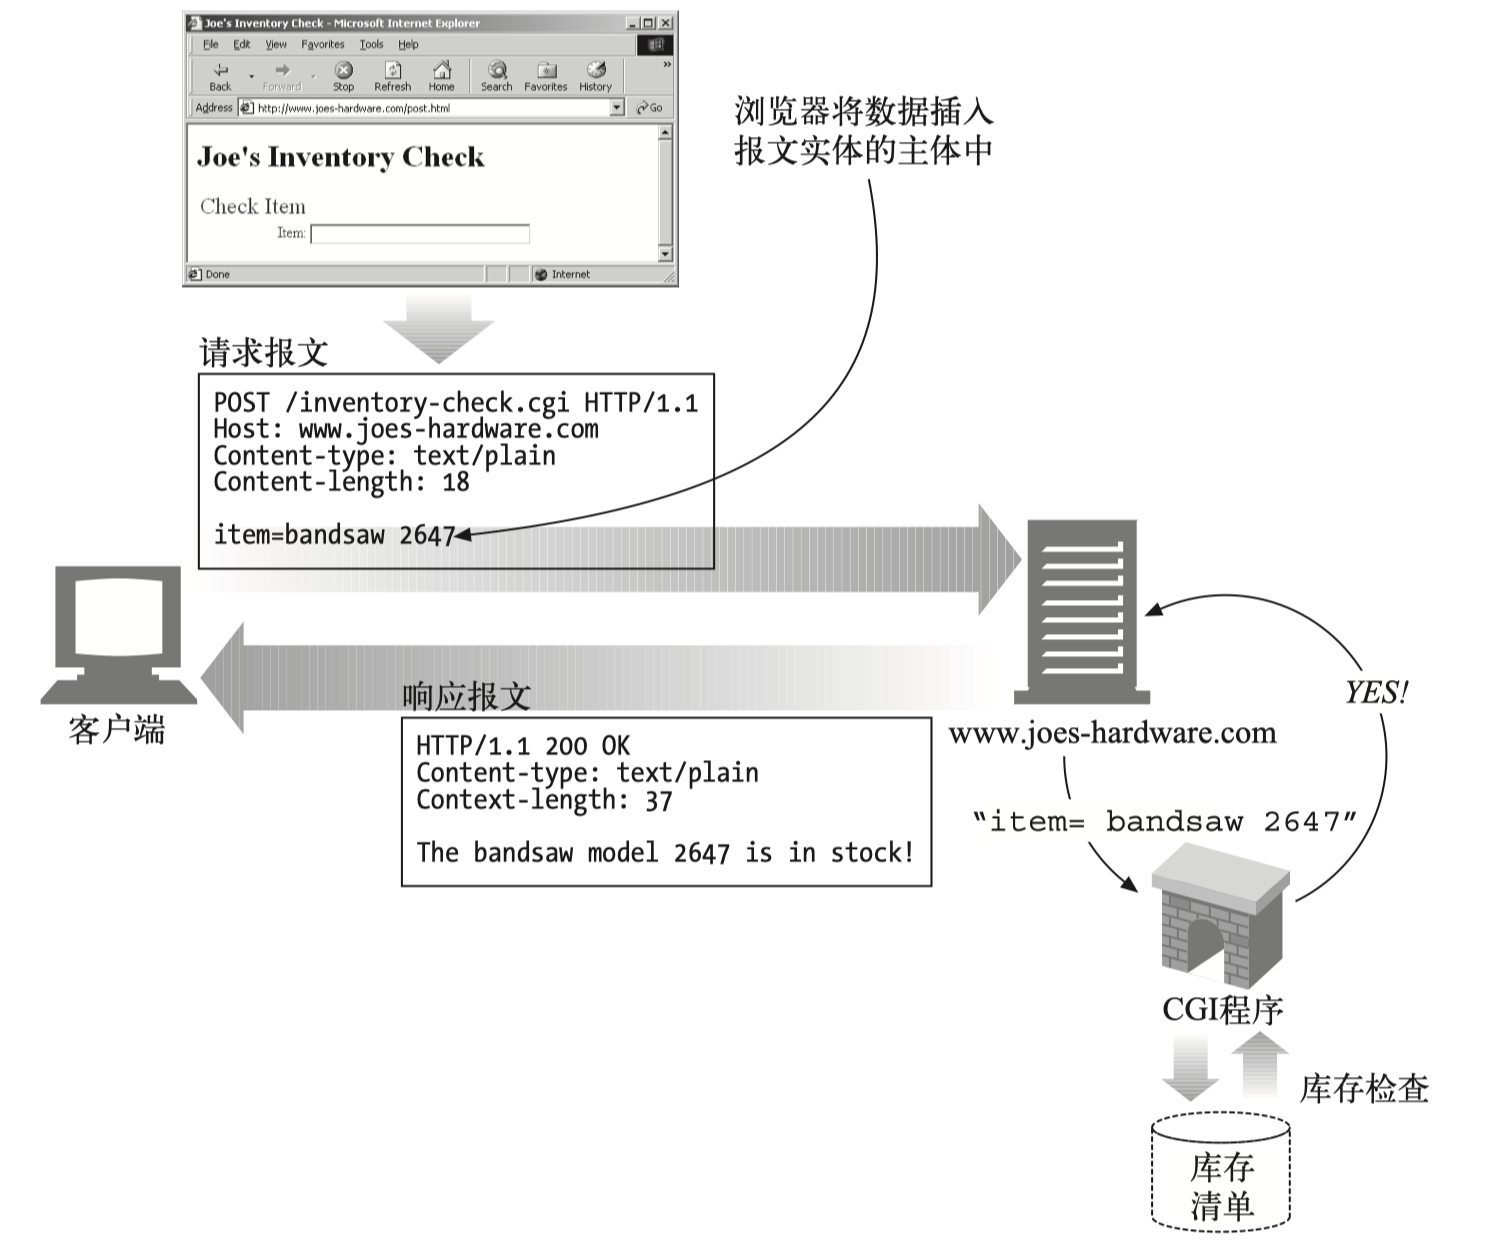 Joe's Inventory Check - Microsoft Internet Explorer
File Edit View Favorites Tools Help
Back Forward Stop Refresh Home Search Favorites History »
Address http://www.joes-hardware.com/post.html Go
Joe's Inventory Check
Check Item
Item:
Done Internet
浏览器将数据插入
报文实体的主体中
请求报文
POST /inventory-check.cgi HTTP/1.1
Host: www.joes-hardware.com
Content-type: text/plain
Content-length: 18
item=bandsaw 2647
客户端
响应报文
HTTP/1.1 200 OK
Content-type: text/plain
Context-length: 37
The bandsaw model 2647 is in stock!
www.joes-hardware.com
YES!
“item= bandsaw 2647”
CGI程序
库存检查
库存
清单